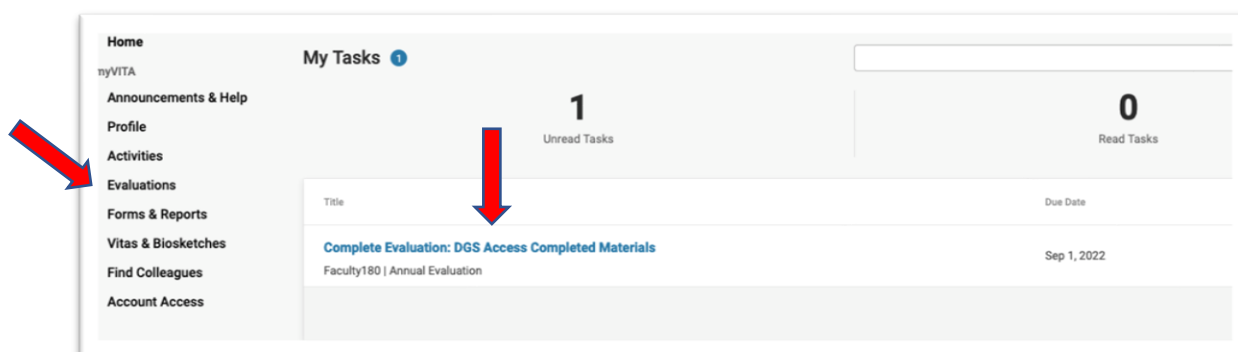 Home
myVITA
Announcements & Help
Profile
Activities
Evaluations
Forms & Reports
Vitas & Biosketches
Find Colleagues
Account Access
My Tasks 1
1
Unread Tasks
0
Read Tasks
Title
Due Date
Complete Evaluation: DGS Access Completed Materials
Faculty180 | Annual Evaluation
Sep 1, 2022